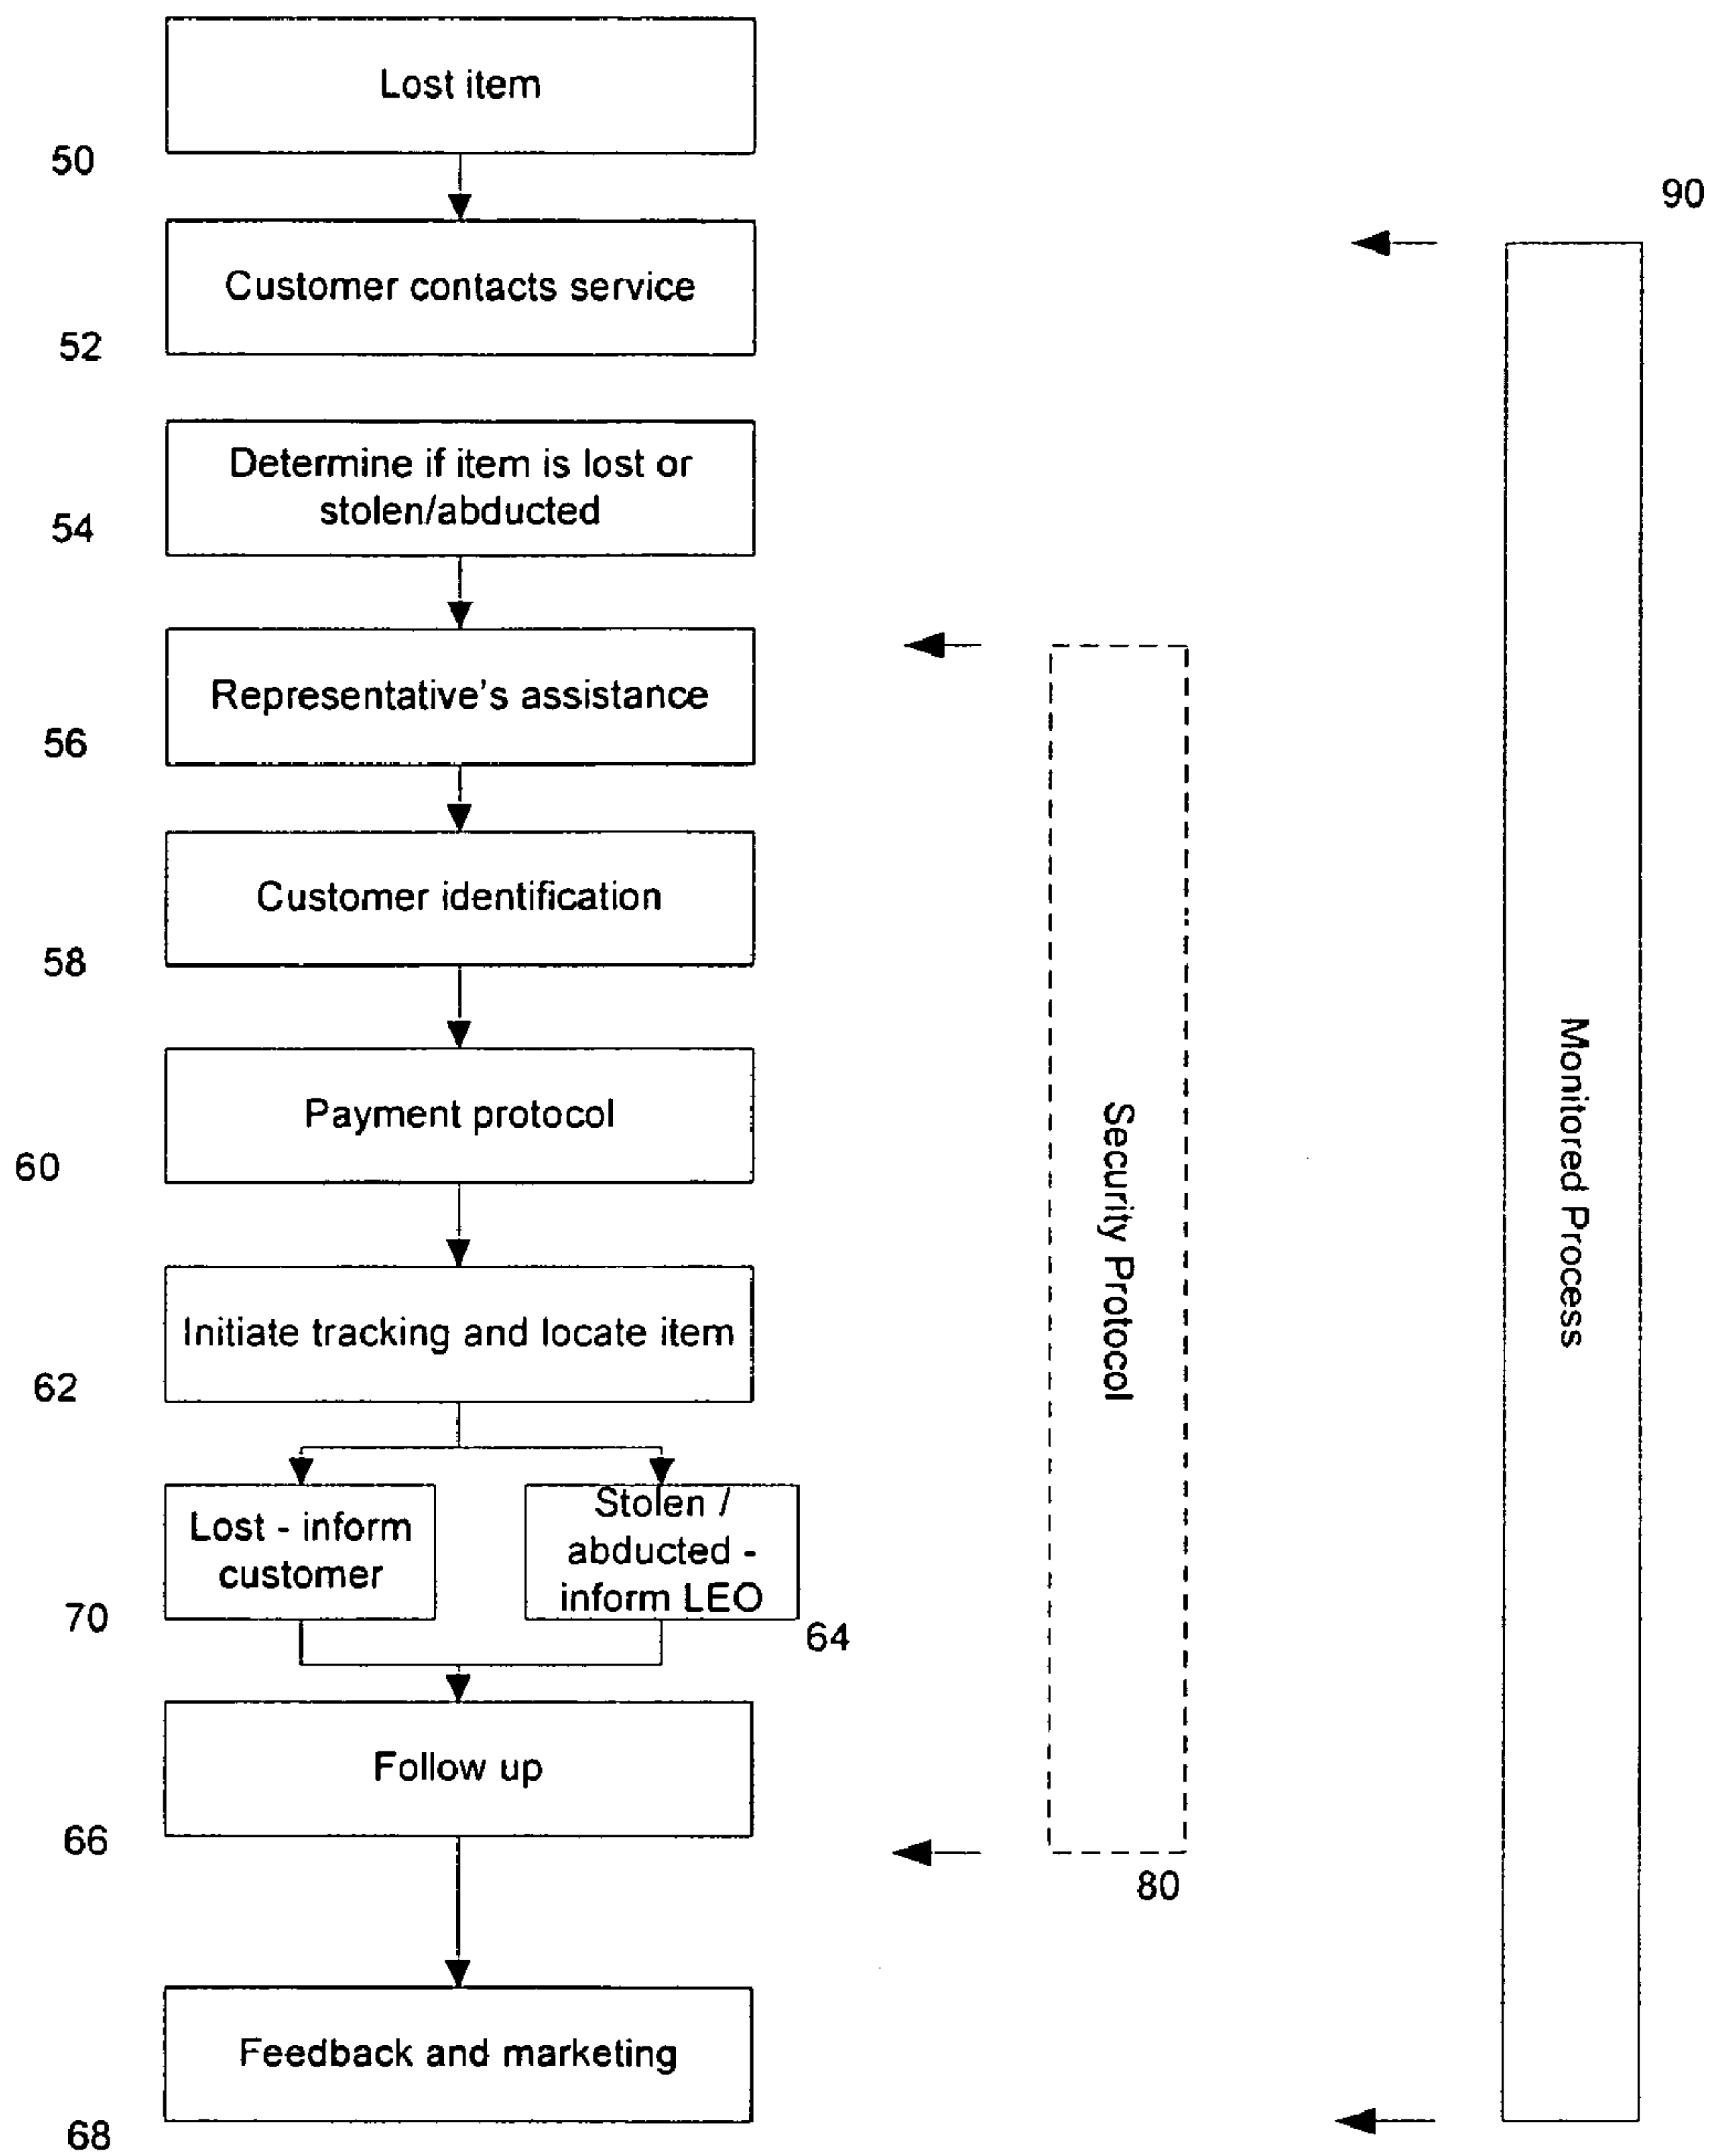 Lost item
50
90
Customer contacts service
52
Determine if item is lost or
stolen/abducted
54
Representative's assistance
56
Customer identification
58
Payment protocol
60
Initiate tracking and locate item
62
Lost - inform
customer
70
Stolen /
abducted -
inform LEO
64
Follow up
66
Feedback and marketing
68
Security Protocol
80
Monitored Process